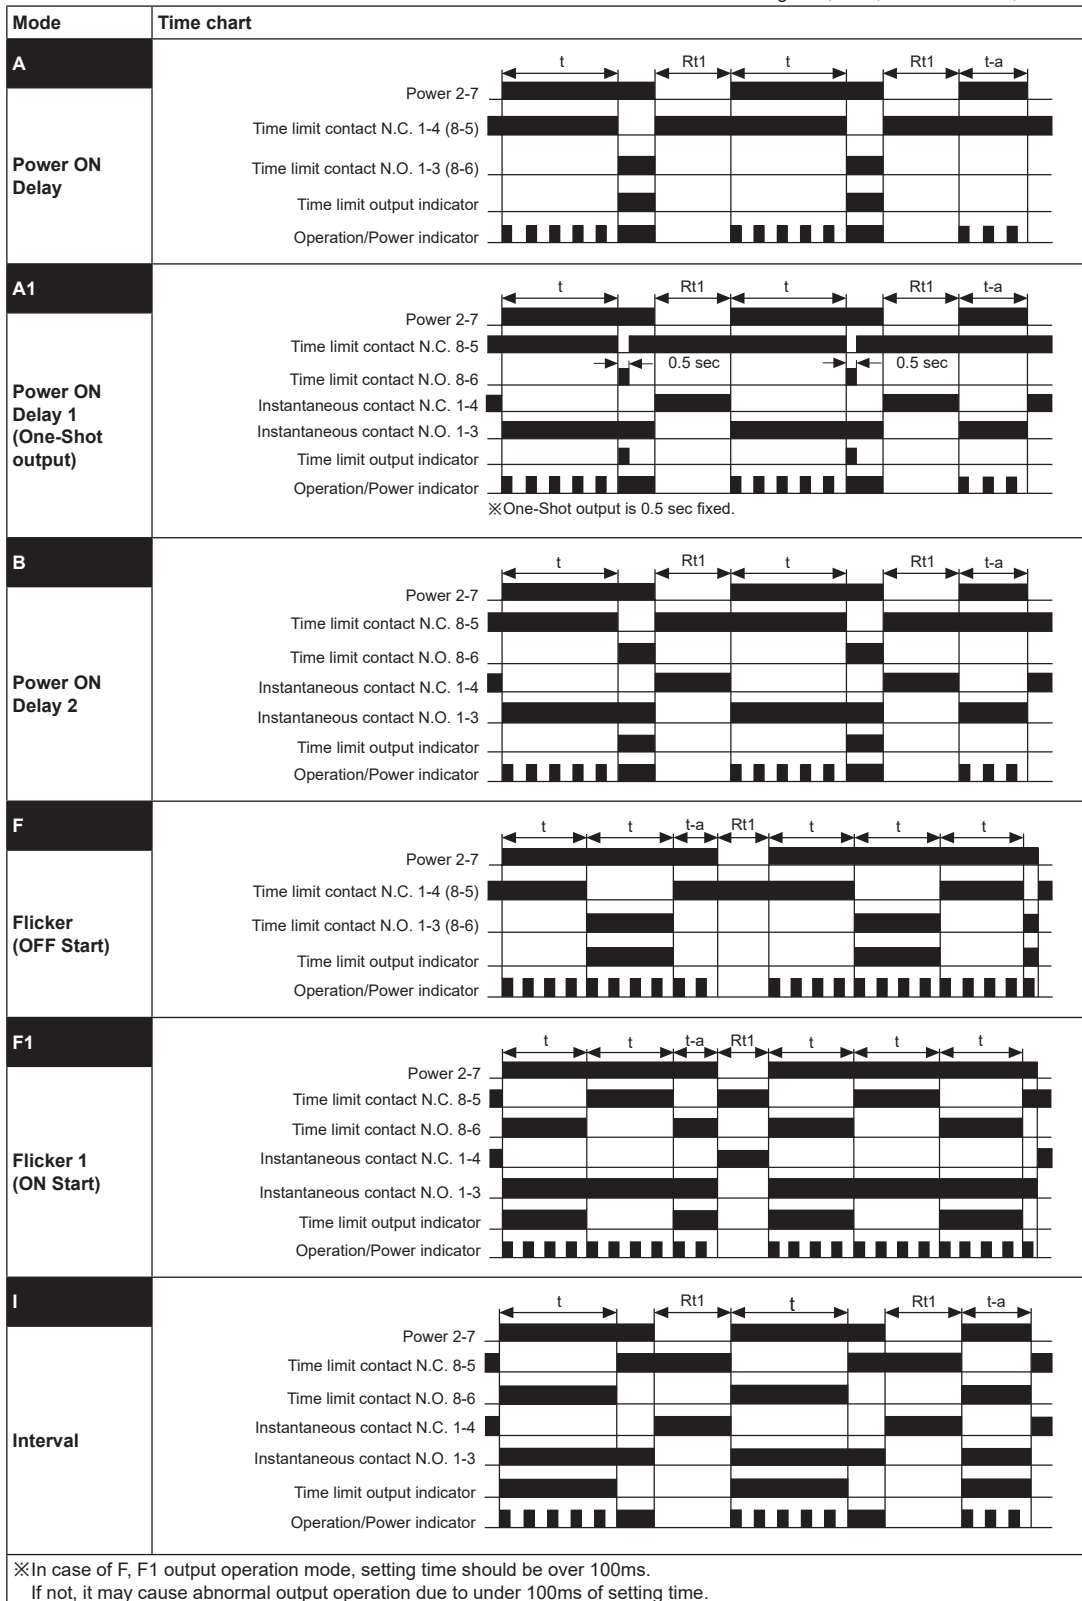 Mode Time chart
A
t Rt1 t Rt1 t-a
Power 2-7
Time limit contact N.C. 1-4 (8-5)
Power ON
Delay
Time limit contact N.O. 1-3 (8-6)
Time limit output indicator
Operation/Power indicator
A1
t Rt1 t Rt1 t-a
Power 2-7
Time limit contact N.C. 8-5
0.5 sec 0.5 sec
Time limit contact N.O. 8-6
Power ON
Delay 1
(One-Shot
output)
Instantaneous contact N.C. 1-4
Instantaneous contact N.O. 1-3
Time limit output indicator
Operation/Power indicator
※One-Shot output is 0.5 sec fixed.
B
t Rt1 t Rt1 t-a
Power 2-7
Time limit contact N.C. 8-5
Time limit contact N.O. 8-6
Power ON
Delay 2
Instantaneous contact N.C. 1-4
Instantaneous contact N.O. 1-3
Time limit output indicator
Operation/Power indicator
F
t t t-a Rt1 t t t
Power 2-7
Time limit contact N.C. 1-4 (8-5)
Flicker
(OFF Start)
Time limit contact N.O. 1-3 (8-6)
Time limit output indicator
Operation/Power indicator
F1
t t t-a Rt1 t t t
Power 2-7
Time limit contact N.C. 8-5
Time limit contact N.O. 8-6
Flicker 1
(ON Start)
Instantaneous contact N.C. 1-4
Instantaneous contact N.O. 1-3
Time limit output indicator
Operation/Power indicator
I
t Rt1 t Rt1 t-a
Power 2-7
Time limit contact N.C. 8-5
Time limit contact N.O. 8-6
Interval
Instantaneous contact N.C. 1-4
Instantaneous contact N.O. 1-3
Time limit output indicator
Operation/Power indicator
※In case of F, F1 output operation mode, setting time should be over 100ms.
If not, it may cause abnormal output operation due to under 100ms of setting time.